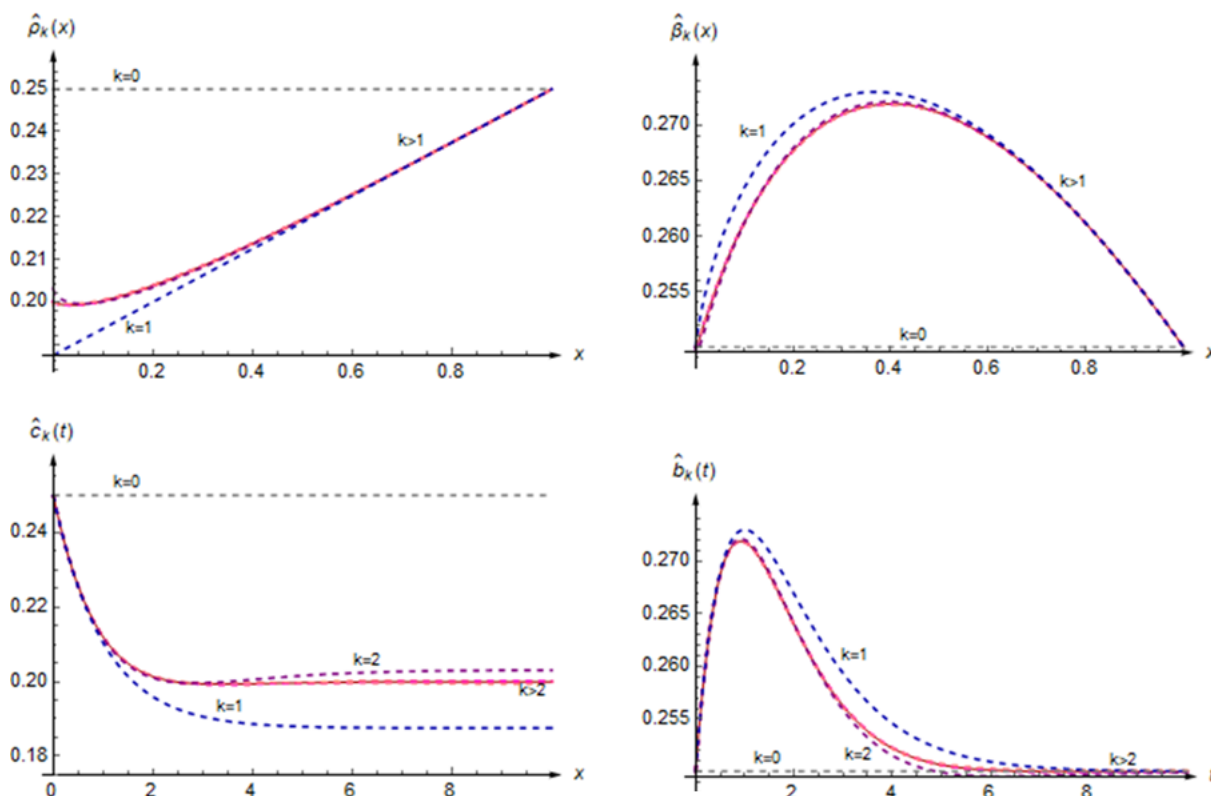 ρ̂ₖ(x)
k=0
0.25
0.24
k>1
0.23
0.22
0.21
0.20
k=1
x
0.2 0.4 0.6 0.8
β̂ₖ(x)
0.270
k=1
0.265
k>1
0.260
0.255
k=0
x
0.2 0.4 0.6 0.8
ĉₖ(t)
k=0
0.24
0.22
k=2
0.20
k>2
k=1
0.18
x
0 2 4 6 8
b̂ₖ(t)
0.270
0.265
k=1
0.260
0.255
k=0 k=2 k>2
2 4 6 8